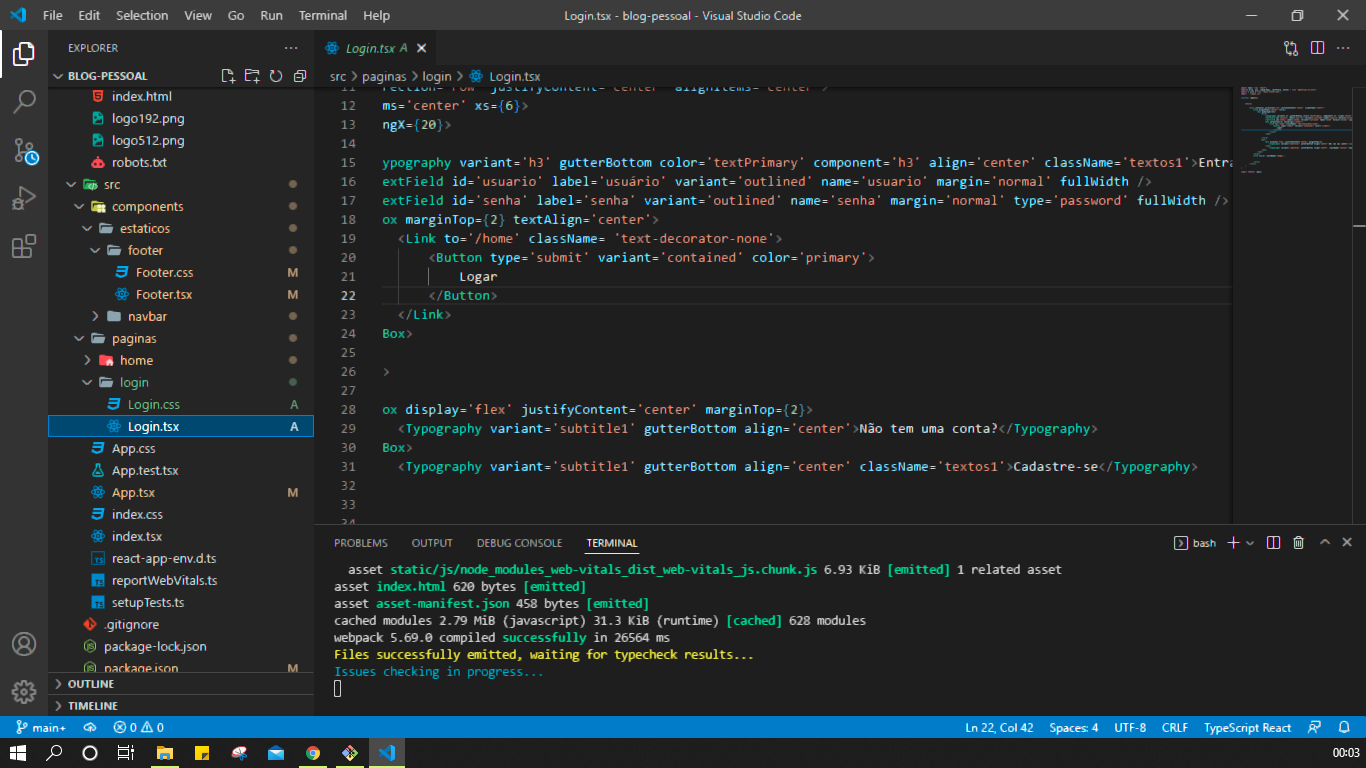 File Edit Selection View Go Run Terminal Help
Login.tsx - blog-pessoal - Visual Studio Code
EXPLORER
BLOG-PESSOAL
index.html
logo192.png
logo512.png
robots.txt
src
components
estaticos
footer
Footer.css M
Footer.tsx M
navbar
paginas
home
login
Login.css A
Login.tsx A
App.css
App.test.tsx
App.tsx M
index.css
index.tsx
react-app-env.d.ts
reportWebVitals.ts
setupTests.ts
.gitignore
package-lock.json
package.json M
OUTLINE
TIMELINE
Login.tsx A
src > paginas > login > Login.tsx
11 rection='row' justifyContent='center' alignItems='center'>
12 ms='center' xs={6}>
13 ngX={20}>
14
15 ypography variant='h3' gutterBottom color='textPrimary' component='h3' align='center' className='textos1'>Entra
16 extField id='usuario' label='usuário' variant='outlined' name='usuario' margin='normal' fullWidth />
17 extField id='senha' label='senha' variant='outlined' name='senha' margin='normal' type='password' fullWidth />
18 ox marginTop={2} textAlign='center'>
19 <Link to='/home' className= 'text-decorator-none'>
20 <Button type='submit' variant='contained' color='primary'>
21 Logar
22 </Button>
23 </Link>
24 Box>
25
26 >
27
28 ox display='flex' justifyContent='center' marginTop={2}>
29 <Typography variant='subtitle1' gutterBottom align='center'>Não tem uma conta?</Typography>
30 Box>
31 <Typography variant='subtitle1' gutterBottom align='center' className='textos1'>Cadastre-se</Typography>
32
33
34
PROBLEMS OUTPUT DEBUG CONSOLE TERMINAL
bash
asset static/js/node_modules_web-vitals_dist_web-vitals_js.chunk.js 6.93 KiB [emitted] 1 related asset
asset index.html 620 bytes [emitted]
asset asset-manifest.json 458 bytes [emitted]
cached modules 2.79 MiB (javascript) 31.3 KiB (runtime) [cached] 628 modules
webpack 5.69.0 compiled successfully in 26564 ms
Files successfully emitted, waiting for typecheck results...
Issues checking in progress...
main+ 0 0 Ln 22, Col 42 Spaces: 4 UTF-8 CRLF TypeScript React
00:03